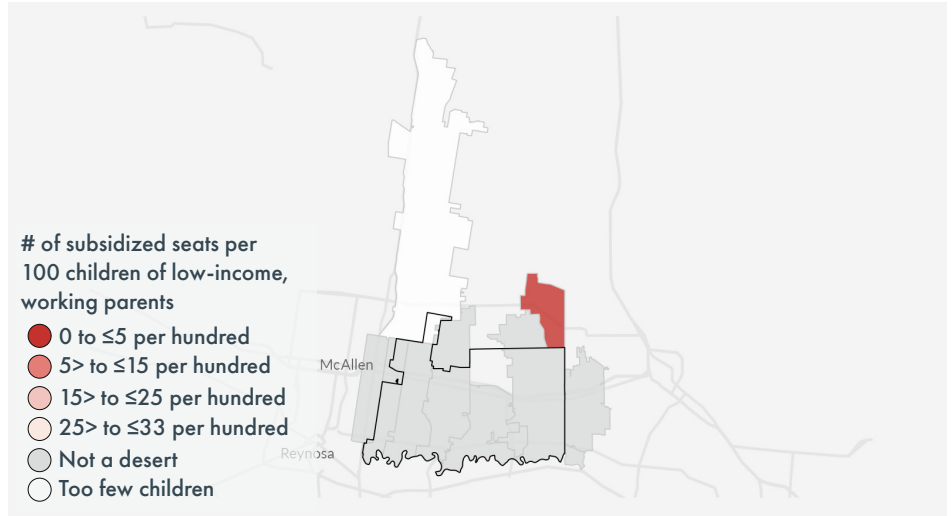 # of subsidized seats per
100 children of low-income,
working parents
0 to ≤5 per hundred
5> to ≤15 per hundred
15> to ≤25 per hundred
25> to ≤33 per hundred
Not a desert
Too few children
McAllen
Reynosa